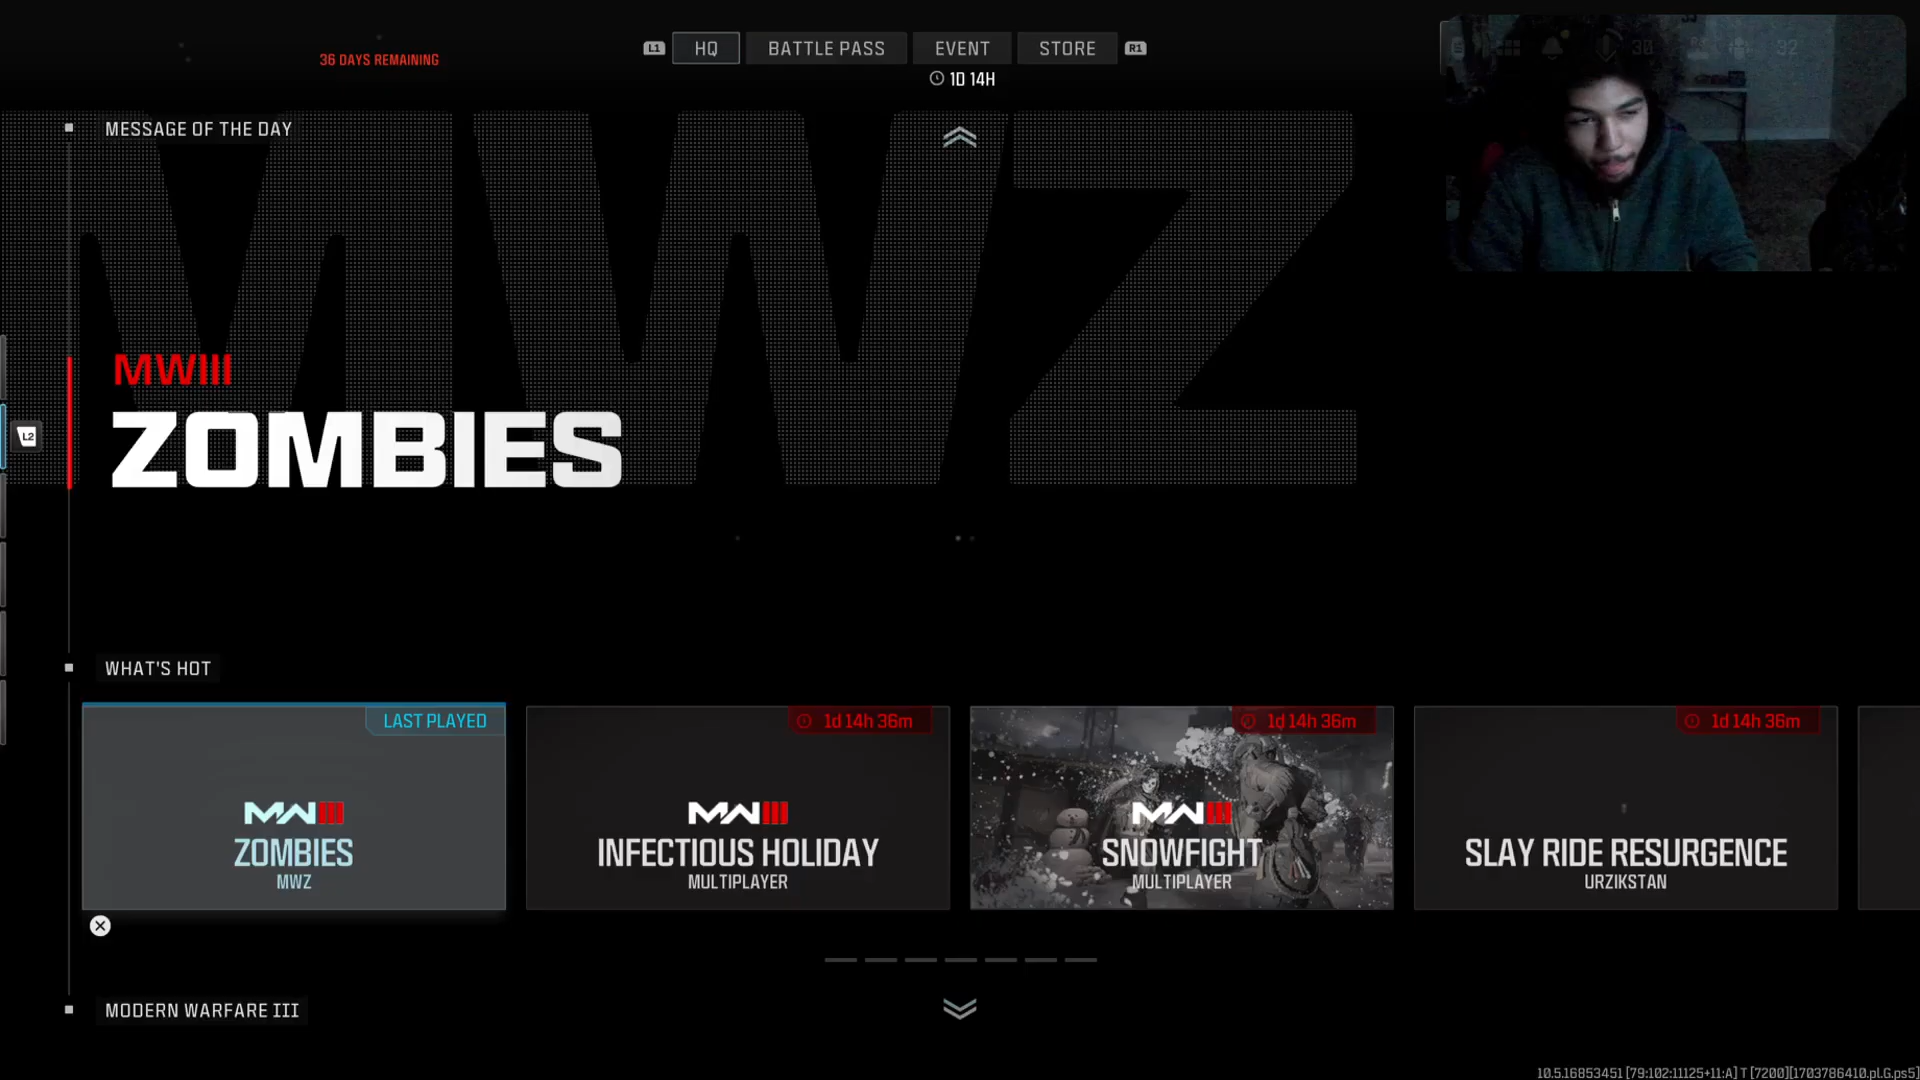 36 DAYS REMAINING
L1
HQ
BATTLE PASS
EVENT
STORE
R1
1D 14H
30
32
MESSAGE OF THE DAY
MWZ
MWIII
ZOMBIES
L2
WHAT'S HOT
LAST PLAYED
MWIII
ZOMBIES
MWZ
1d 14h 36m
MWIII
INFECTIOUS HOLIDAY
MULTIPLAYER
1d 14h 36m
MWIII
SNOWFIGHT
MULTIPLAYER
1d 14h 36m
SLAY RIDE RESURGENCE
URZIKSTAN
MODERN WARFARE III
10.5.16853451 [79:102:11125+11:A] T [7200][1703786410.pl.G.ps5]